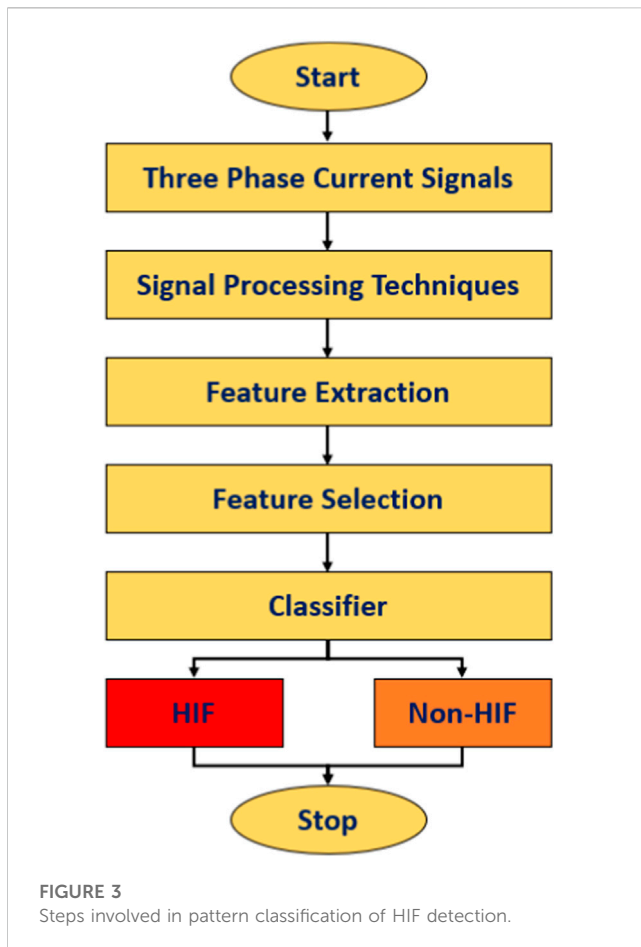 Start
Three Phase Current Signals
Signal Processing Techniques
Feature Extraction
Feature Selection
Classifier
HIF
Non-HIF
Stop
FIGURE 3
Steps involved in pattern classification of HIF detection.